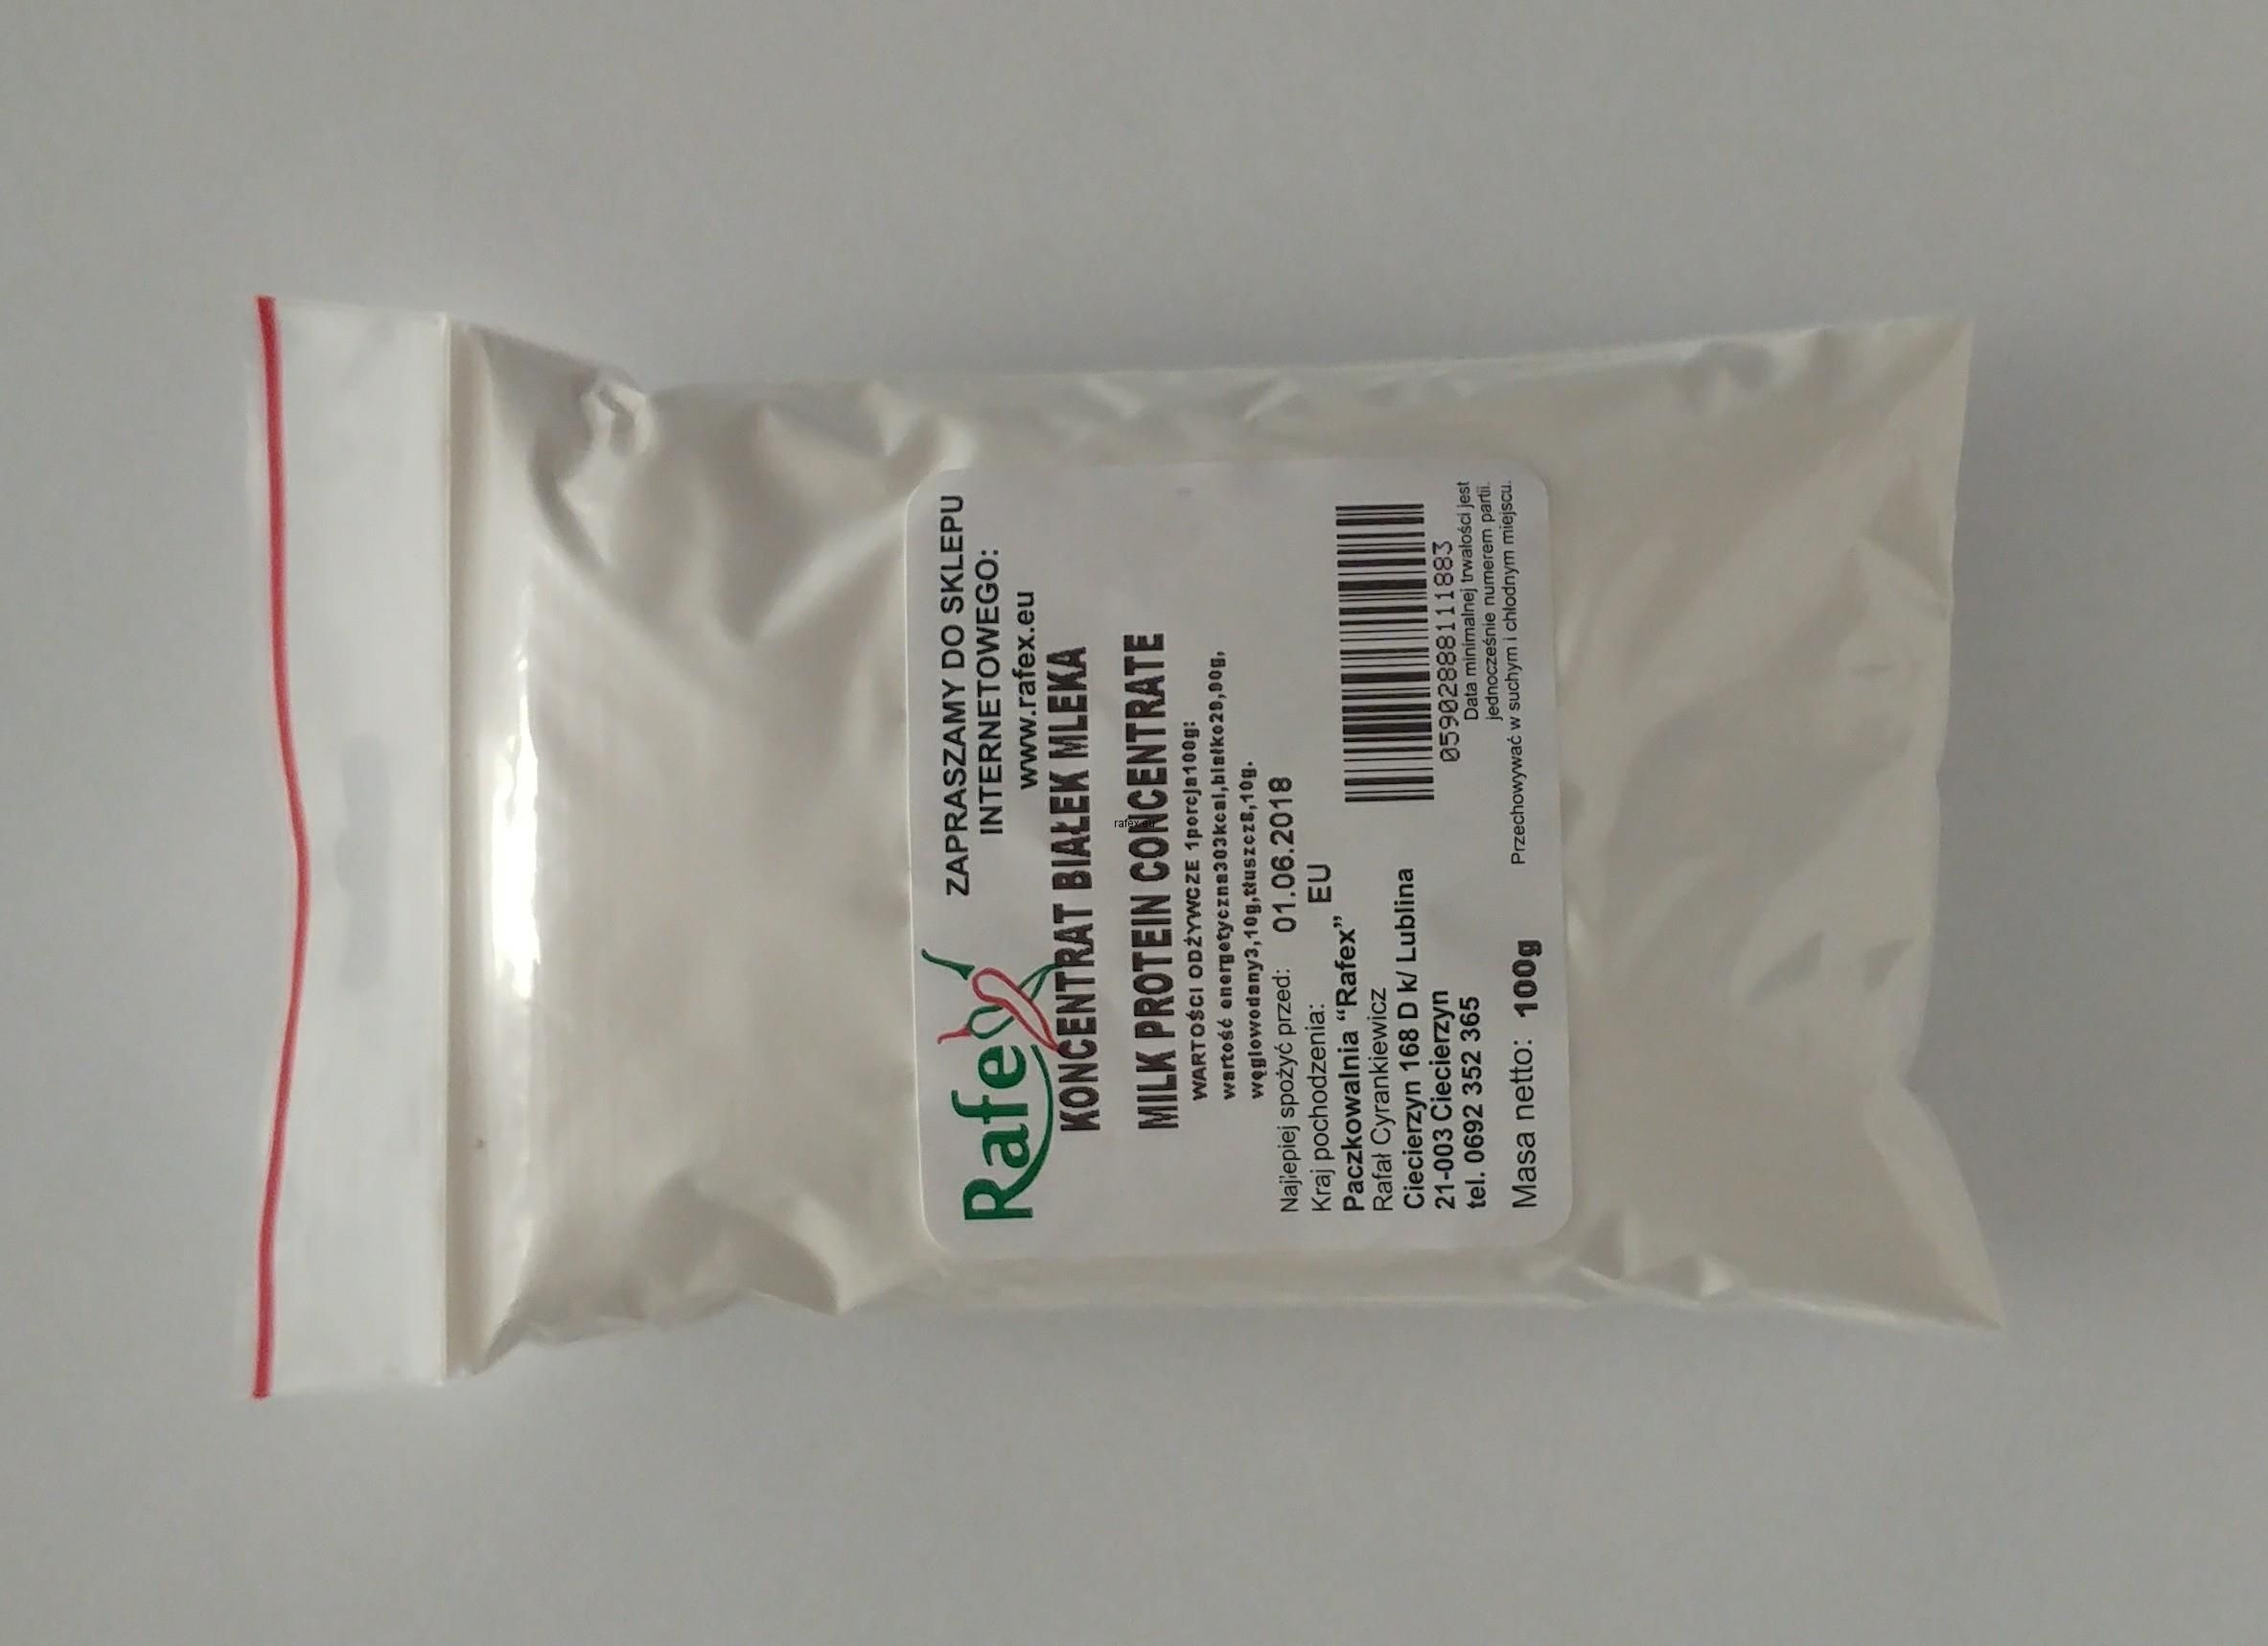 Rafex
ZAPRASZAMY DO SKLEPU
INTERNETOWEGO:
www.rafex.eu
KONCENTRAT BIAŁEK MLEKA
MILK PROTEIN CONCENTRATE
rafex.eu
WARTOŚCI ODŻYWCZE 1porcja100g:
wartość energetyczna303kcal,białko20,00g,
węglowodany3,10g,tłuszcz8,10g.
Najlepiej spożyć przed: 01.06.2018
Kraj pochodzenia: EU
Paczkowalnia “Rafex”
Rafał Cyrankiewicz
Ciecierzyn 168 D k/ Lublina
21-003 Ciecierzyn
tel. 0692 352 365
05902888111883
Data minimalnej trwałości jest
jednocześnie numerem partii.
Przechowywać w suchym i chłodnym miejscu.
Masa netto: 100g